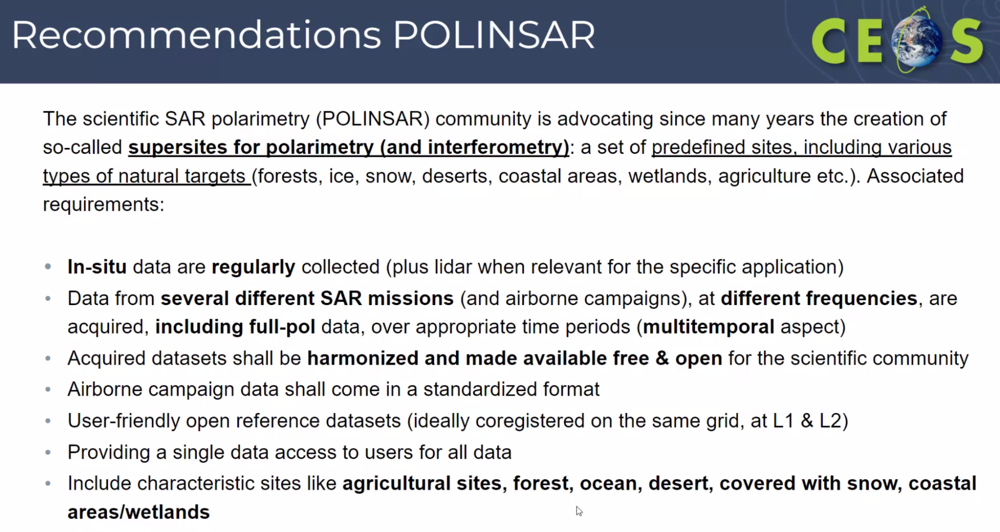 Recommendations POLINSAR
CEOS
The scientific SAR polarimetry (POLINSAR) community is advocating since many years the creation of
so-called supersites for polarimetry (and interferometry): a set of predefined sites, including various
types of natural targets (forests, ice, snow, deserts, coastal areas, wetlands, agriculture etc.). Associated
requirements:
• In-situ data are regularly collected (plus lidar when relevant for the specific application)
• Data from several different SAR missions (and airborne campaigns), at different frequencies, are
acquired, including full-pol data, over appropriate time periods (multitemporal aspect)
• Acquired datasets shall be harmonized and made available free & open for the scientific community
• Airborne campaign data shall come in a standardized format
• User-friendly open reference datasets (ideally coregistered on the same grid, at L1 & L2)
• Providing a single data access to users for all data
• Include characteristic sites like agricultural sites, forest, ocean, desert, covered with snow, coastal
areas/wetlands